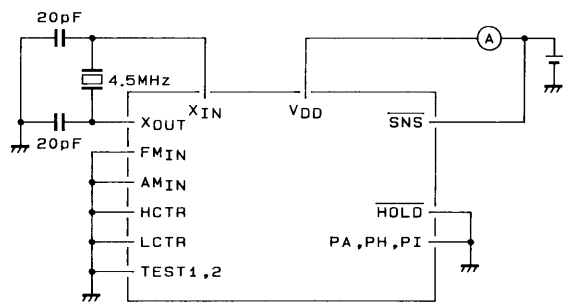 20pF
A
4.5MHz
XIN
VDD
XOUT
SNS
20pF
FMIN
AMIN
HCTR
HOLD
LCTR
PA,PH,PI
TEST1,2